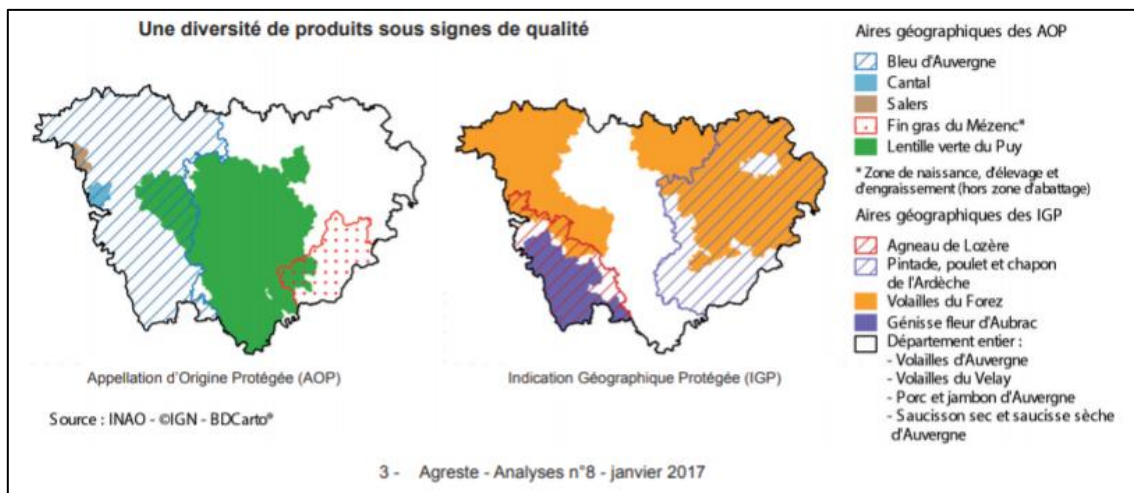 Une diversité de produits sous signes de qualité
Appellation d'Origine Protégée (AOP)
Indication Géographique Protégée (IGP)
Source : INAO - ©IGN - BDCarto®
Aires géographiques des AOP
Bleu d'Auvergne
Cantal
Salers
Fin gras du Mézenc*
Lentille verte du Puy
* Zone de naissance, d'élevage et
d'engraissement (hors zone d'abattage)
Aires géographiques des IGP
Agneau de Lozère
Pintade, poulet et chapon
de l'Ardèche
Volailles du Forez
Génisse fleur d'Aubrac
Département entier :
- Volailles d'Auvergne
- Volailles du Velay
- Porc et jambon d'Auvergne
- Saucisson sec et saucisse sèche
d'Auvergne
3 - Agreste - Analyses n°8 - janvier 2017